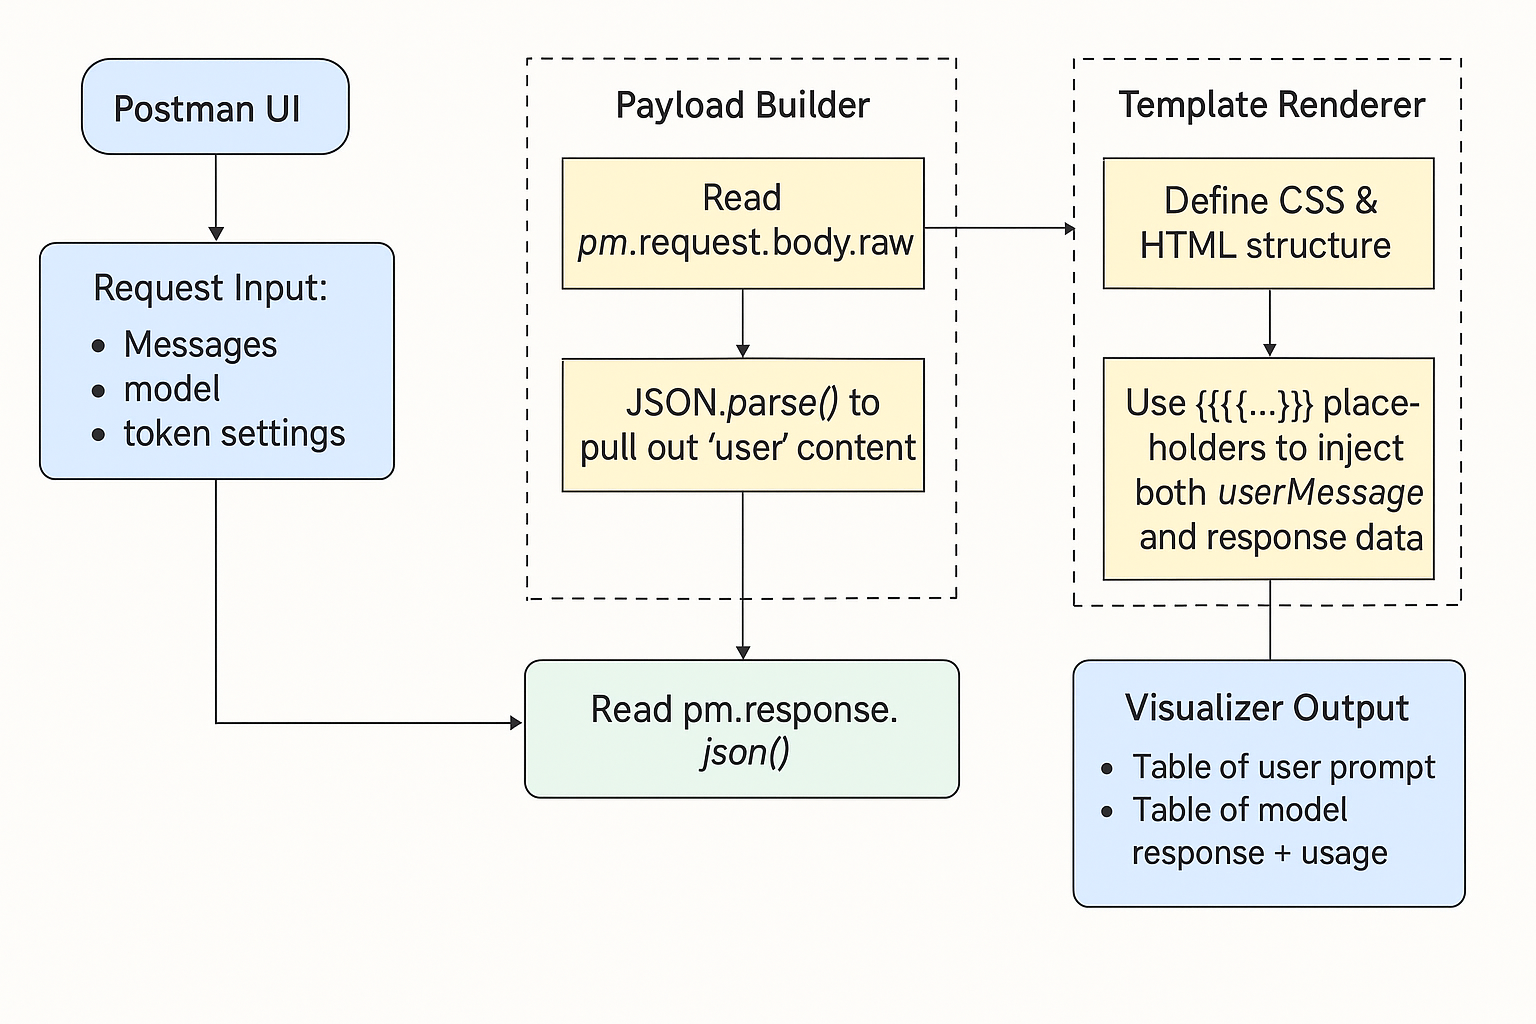 Postman UI
Request Input:
• Messages
• model
• token settings
Payload Builder
Read
pm.request.body.raw
JSON.parse() to
pull out ‘user’ content
Read pm.response.
json()
Template Renderer
Define CSS &
HTML structure
Use {{{{...}}} place-
holders to inject
both userMessage
and response data
Visualizer Output
• Table of user prompt
• Table of model
response + usage